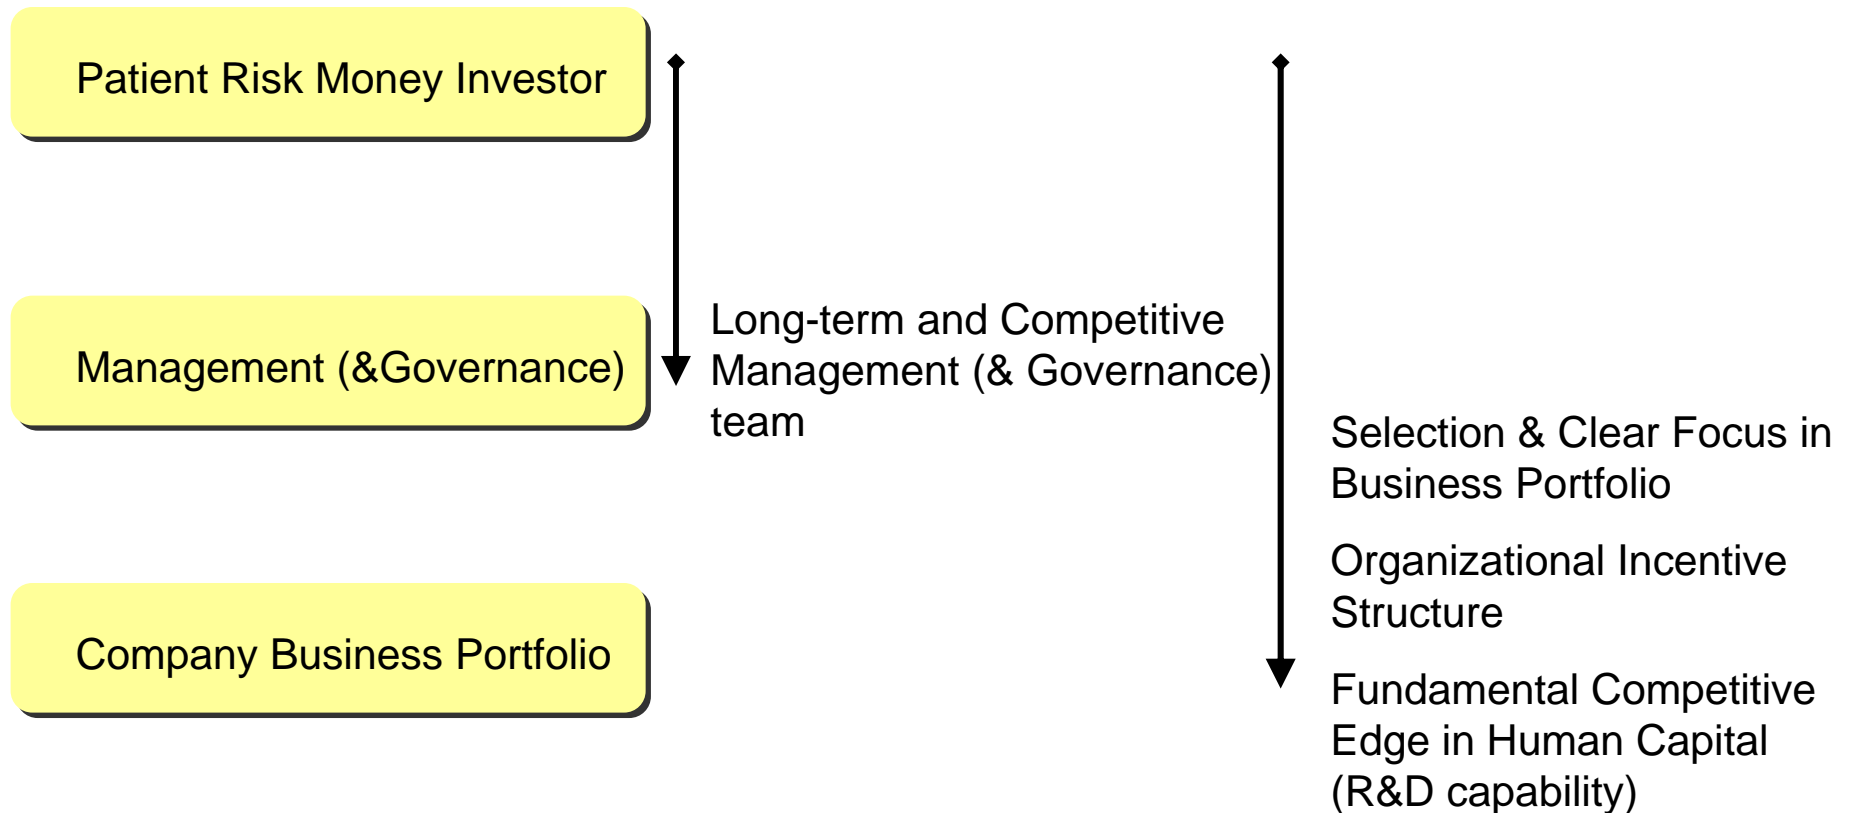 Patient Risk Money Investor
Management (&Governance)
Long-term and Competitive
Management (& Governance)
team
Company Business Portfolio
Selection & Clear Focus in
Business Portfolio
Organizational Incentive
Structure
Fundamental Competitive
Edge in Human Capital
(R&D capability)